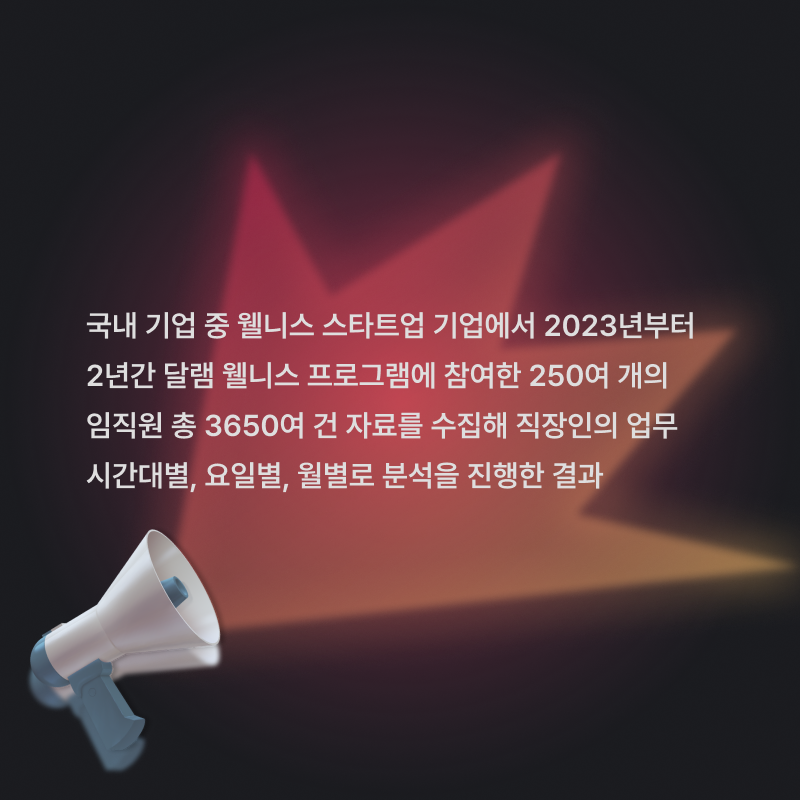 국내 기업 중 웰니스 스타트업 기업에서 2023년부터
2년간 달램 웰니스 프로그램에 참여한 250여 개의
임직원 총 3650여 건 자료를 수집해 직장인의 업무
시간대별, 요일별, 월별로 분석을 진행한 결과